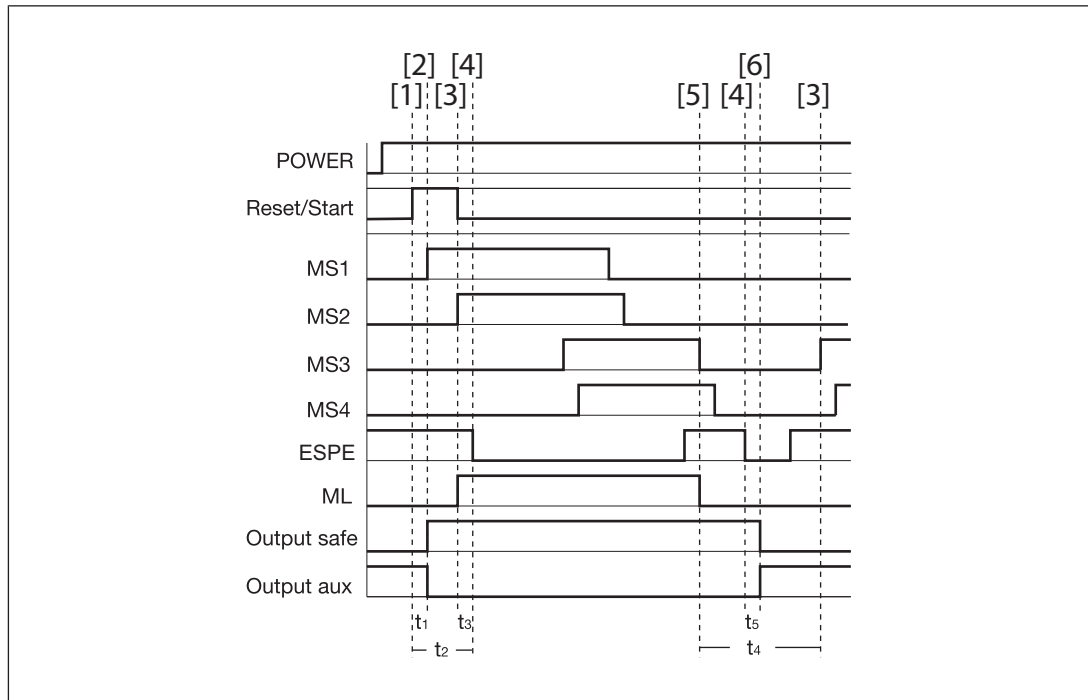 [2] [4] [6]
[1] [3] [5] [4] [3]
POWER
Reset/Start
MS1
MS2
MS3
MS4
ESPE
ML
Output safe
Output aux
t1 t3 t5
t2 t4